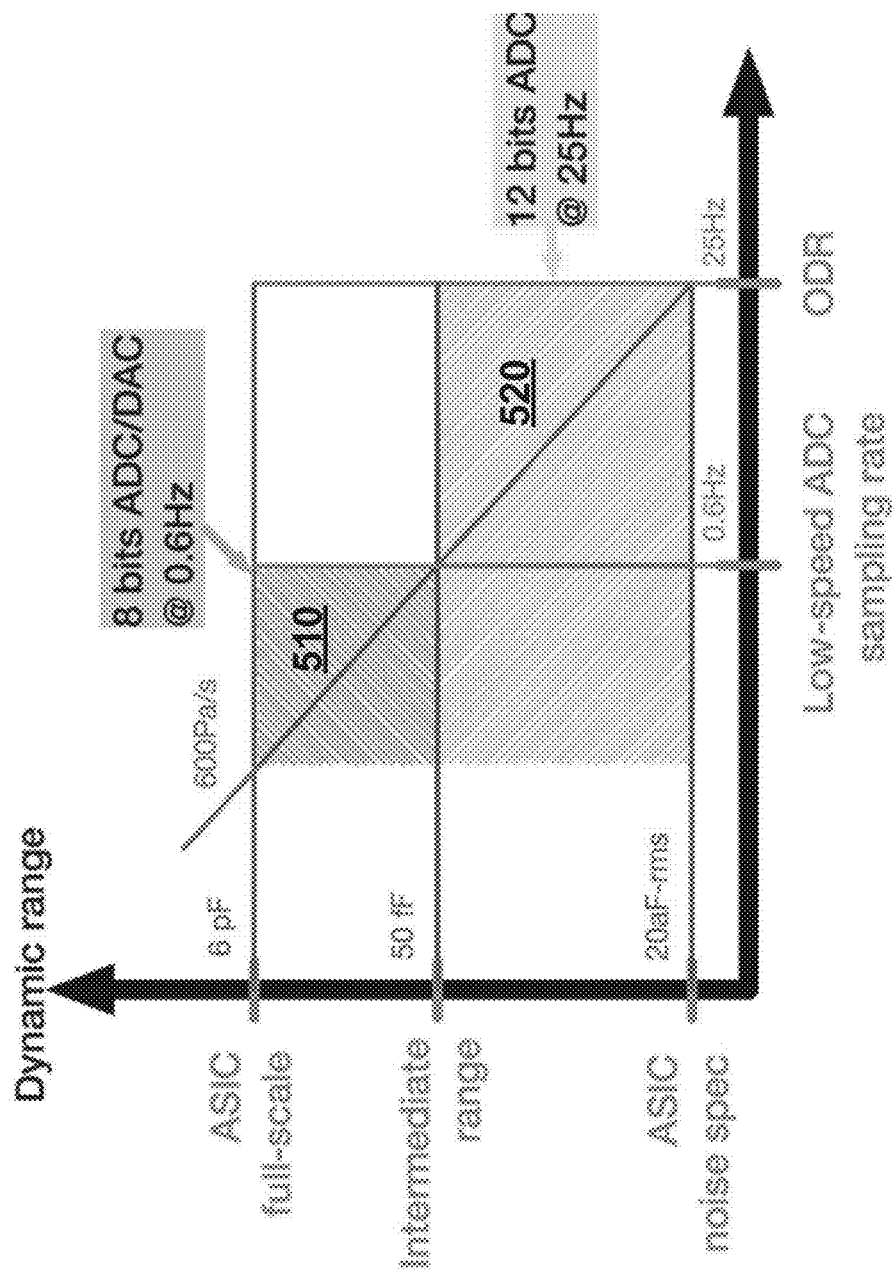 Dynamic range
8 bits ADC/DAC
@ 0.6Hz
600Pa/s
6 pF
ASIC
full-scale
510
12 bits ADC
@ 25Hz
50 fF
Intermediate
range
520
20aF-rms
ASIC
noise spec
0.6Hz
25Hz
Low-speed ADC
sampling rate
ODR